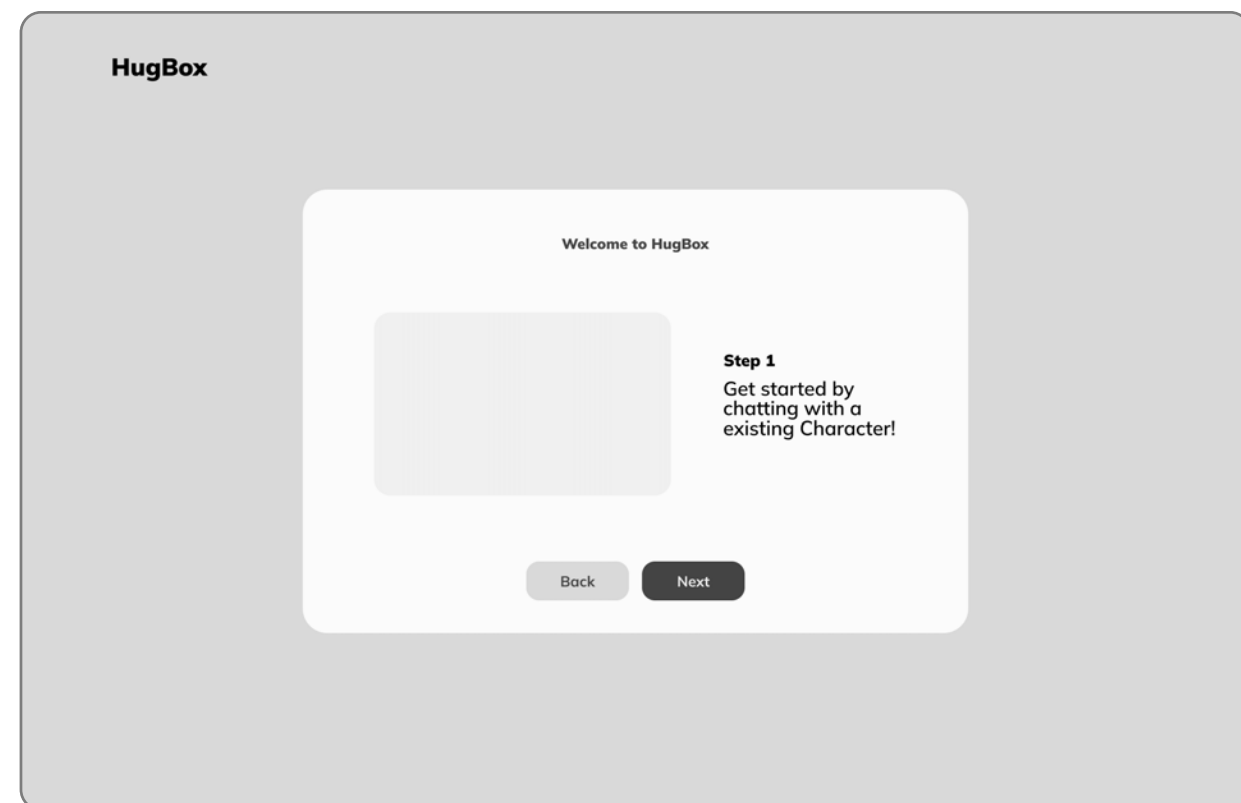 HugBox
Welcome to HugBox
Step 1
Get started by
chatting with a
existing Character!
Back
Next